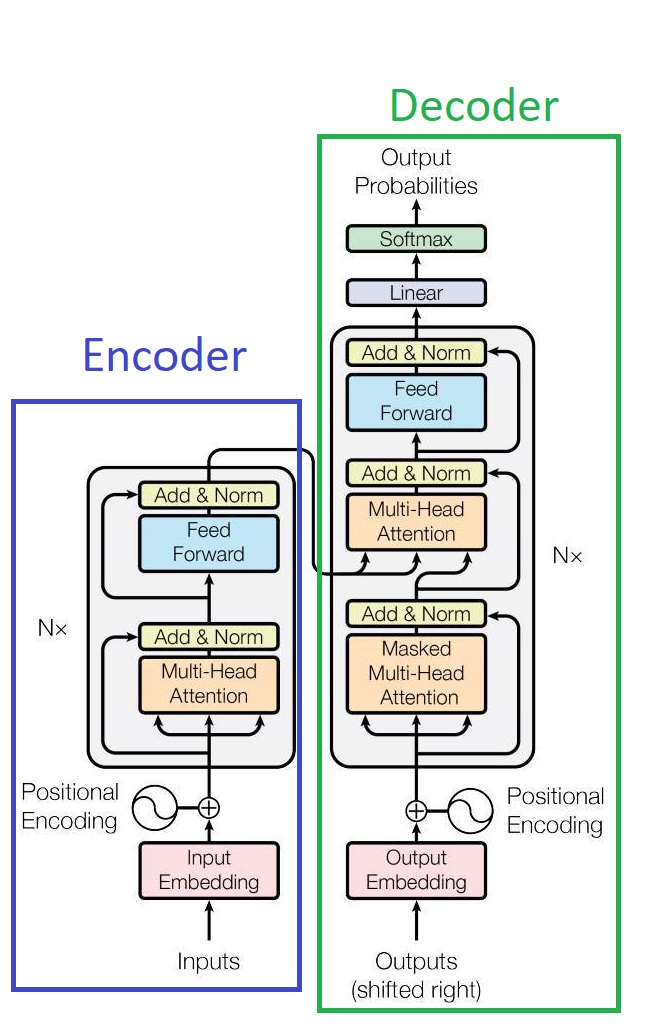 Decoder
Output
Probabilities
Softmax
Linear
Add & Norm
Feed
Forward
Add & Norm
Multi-Head
Attention
Nx
Add & Norm
Masked
Multi-Head
Attention
Positional
Encoding
Output
Embedding
Outputs
(shifted right)
Encoder
Add & Norm
Feed
Forward
Nx
Add & Norm
Multi-Head
Attention
Positional
Encoding
Input
Embedding
Inputs